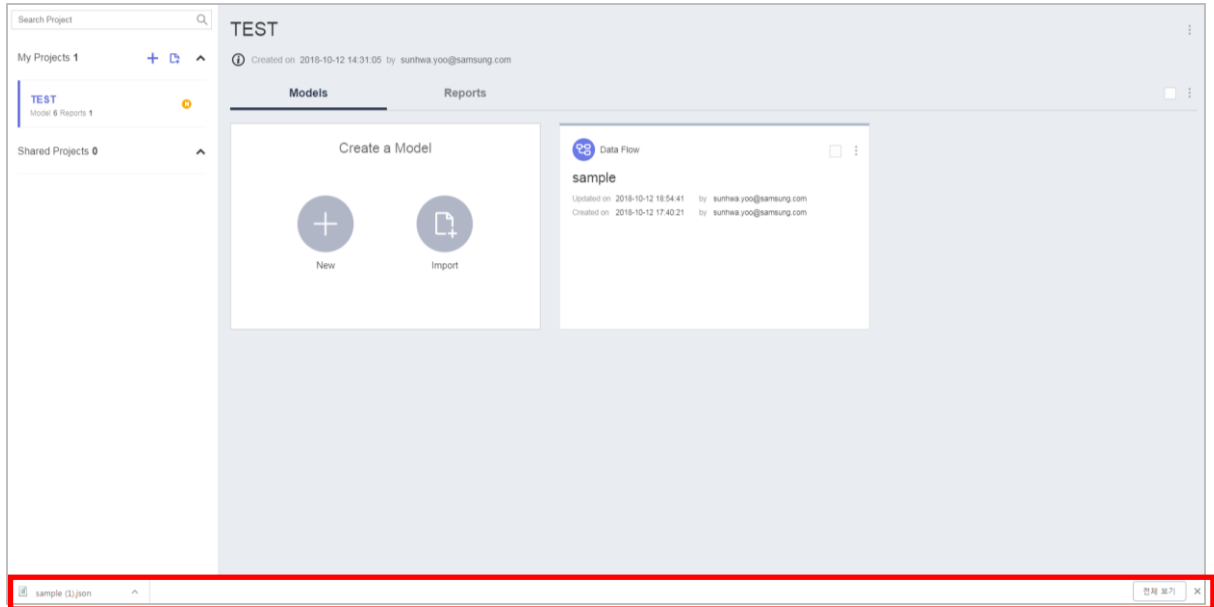 Search Project
TEST
My Projects 1
Created on 2018-10-12 14:31:05 by sunhwa.yoo@samsung.com
Models Reports
TEST
Model 6 Reports 1
Shared Projects 0
Create a Model
Data Flow
sample
Updated on 2018-10-12 18:54:41 by sunhwa.yoo@samsung.com
Created on 2018-10-12 17:40:21 by sunhwa.yoo@samsung.com
New Import
sample (1).json
전체 보기